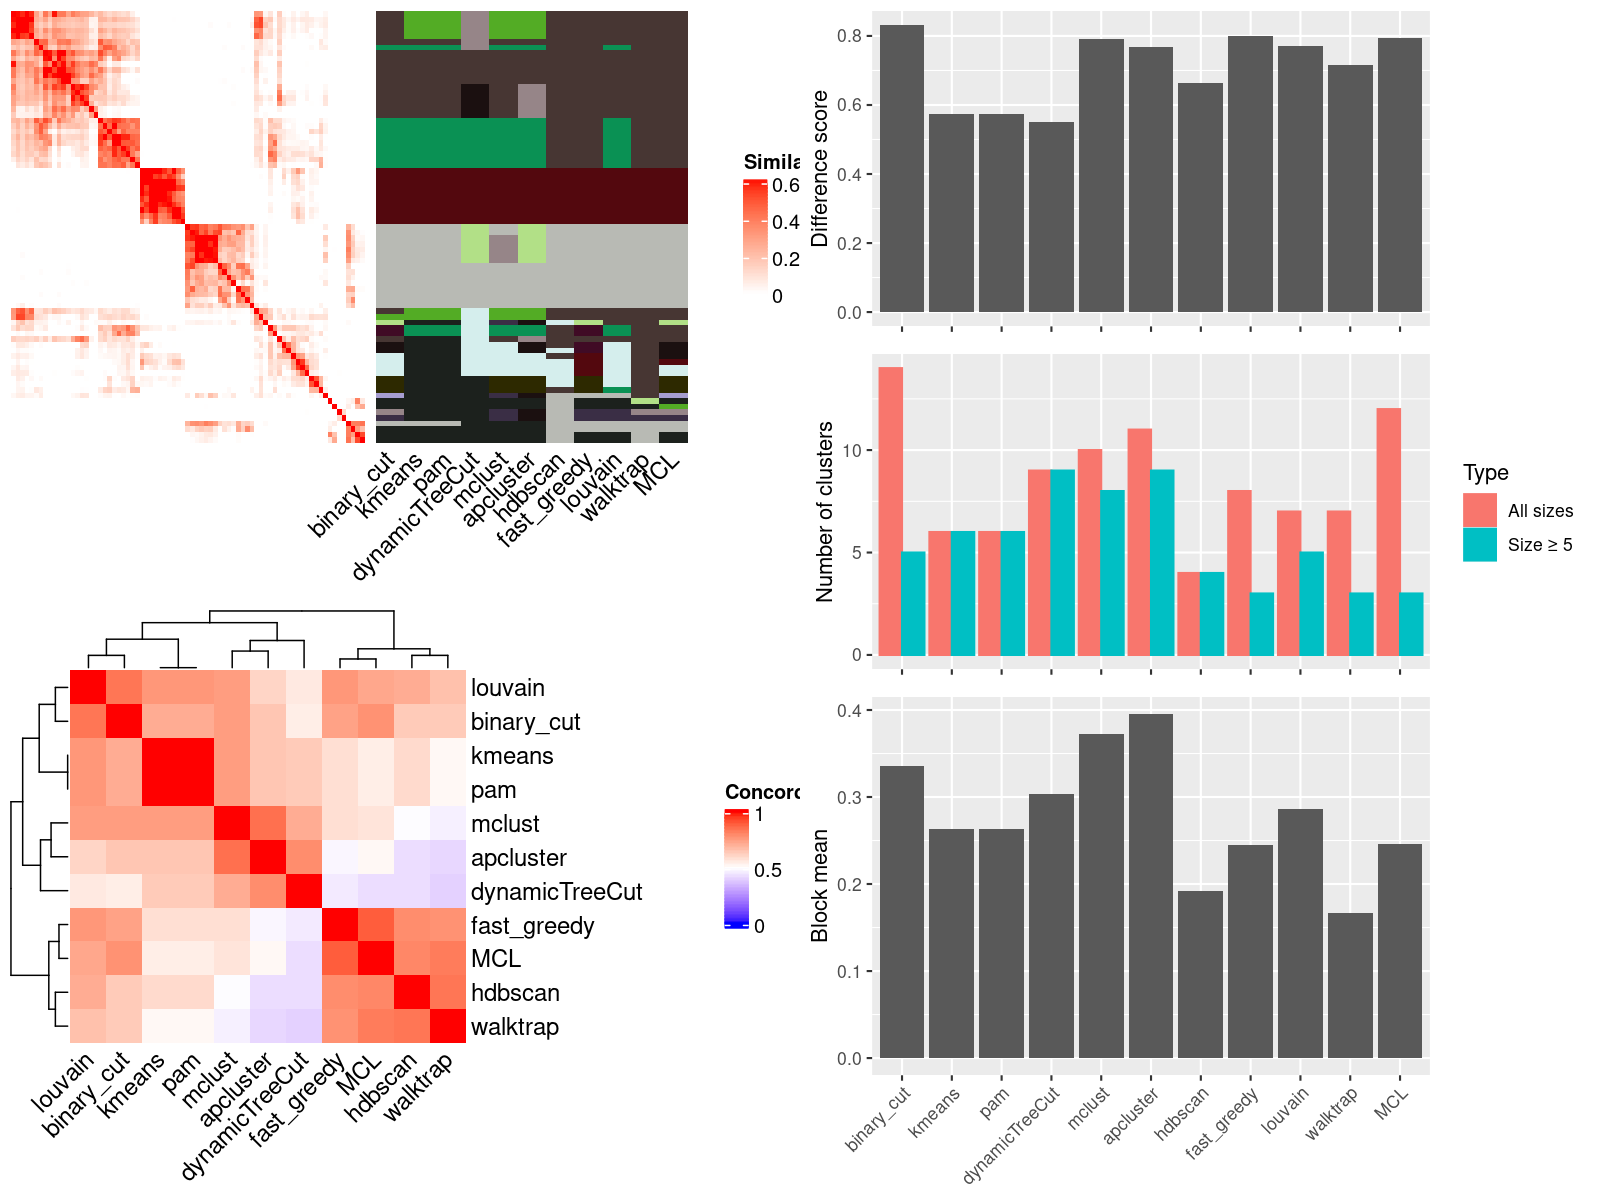 Simila
0.6
0.4
0.2
0
binary_cut
kmeans
pam
dynamicTreeCut
mclust
apcluster
hdbscan
fast_greedy
louvain
walktrap
MCL
louvain
binary_cut
kmeans
pam
mclust
apcluster
dynamicTreeCut
fast_greedy
MCL
hdbscan
walktrap
louvain
binary_cut
kmeans
pam
mclust
apcluster
dynamicTreeCut
fast_greedy
MCL
hdbscan
walktrap
Concord
1
0.5
0
Difference score
0.8
0.6
0.4
0.2
0.0
Number of clusters
10
5
0
Type
All sizes
Size ≥ 5
Block mean
0.4
0.3
0.2
0.1
0.0
binary_cut
kmeans
pam
dynamicTreeCut
mclust
apcluster
hdbscan
fast_greedy
louvain
walktrap
MCL